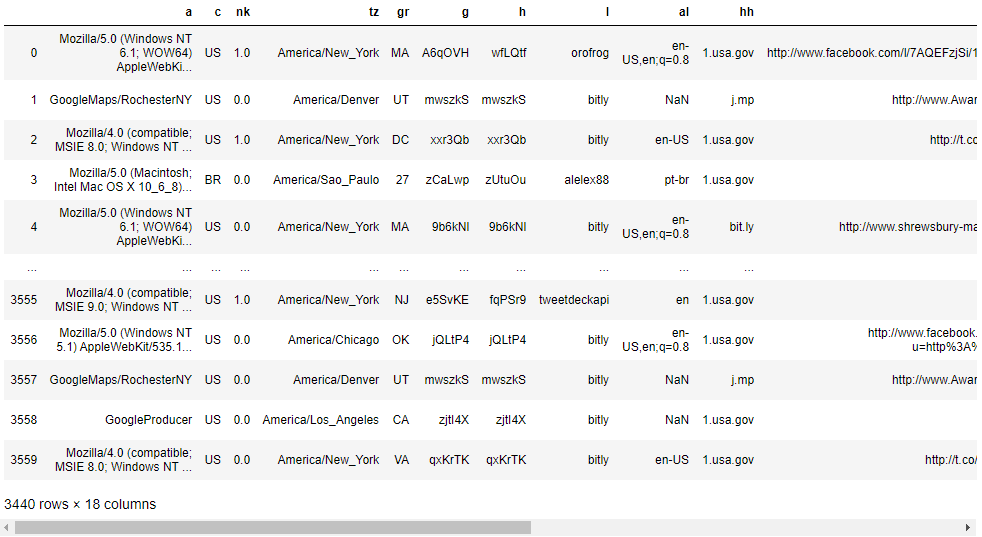 a c nk tz gr g h l al hh
0 Mozilla/5.0 (Windows NT 6.1; WOW64) AppleWebKi... US 1.0 America/New_York MA A6qOVH wfLQtf orofrog en-US,en;q=0.8 1.usa.gov http://www.facebook.com/l/7AQEFzjSi/1
1 GoogleMaps/RochesterNY US 0.0 America/Denver UT mwszkS mwszkS bitly NaN j.mp http://www.Awar
2 Mozilla/4.0 (compatible; MSIE 8.0; Windows NT ... US 1.0 America/New_York DC xxr3Qb xxr3Qb bitly en-US 1.usa.gov http://t.co
3 Mozilla/5.0 (Macintosh; Intel Mac OS X 10_6_8)... BR 0.0 America/Sao_Paulo 27 zCaLwp zUtuOu alelex88 pt-br 1.usa.gov
4 Mozilla/5.0 (Windows NT 6.1; WOW64) AppleWebKi... US 0.0 America/New_York MA 9b6kNl 9b6kNl bitly en-US,en;q=0.8 bit.ly http://www.shrewsbury-ma
... ... ... ... ... ... ... ... ... ... ...
3555 Mozilla/4.0 (compatible; MSIE 9.0; Windows NT ... US 1.0 America/New_York NJ e5SvKE fqPSr9 tweetdeckapi en 1.usa.gov
3556 Mozilla/5.0 (Windows NT 5.1) AppleWebKit/535.1... US 0.0 America/Chicago OK jQLtP4 jQLtP4 bitly en-US,en;q=0.8 1.usa.gov http://www.facebook. u=http%3A%
3557 GoogleMaps/RochesterNY US 0.0 America/Denver UT mwszkS mwszkS bitly NaN j.mp http://www.Awar
3558 GoogleProducer US 0.0 America/Los_Angeles CA zjtI4X zjtI4X bitly NaN 1.usa.gov
3559 Mozilla/4.0 (compatible; MSIE 8.0; Windows NT ... US 0.0 America/New_York VA qxKrTK qxKrTK bitly en-US 1.usa.gov http://t.co/
3440 rows × 18 columns